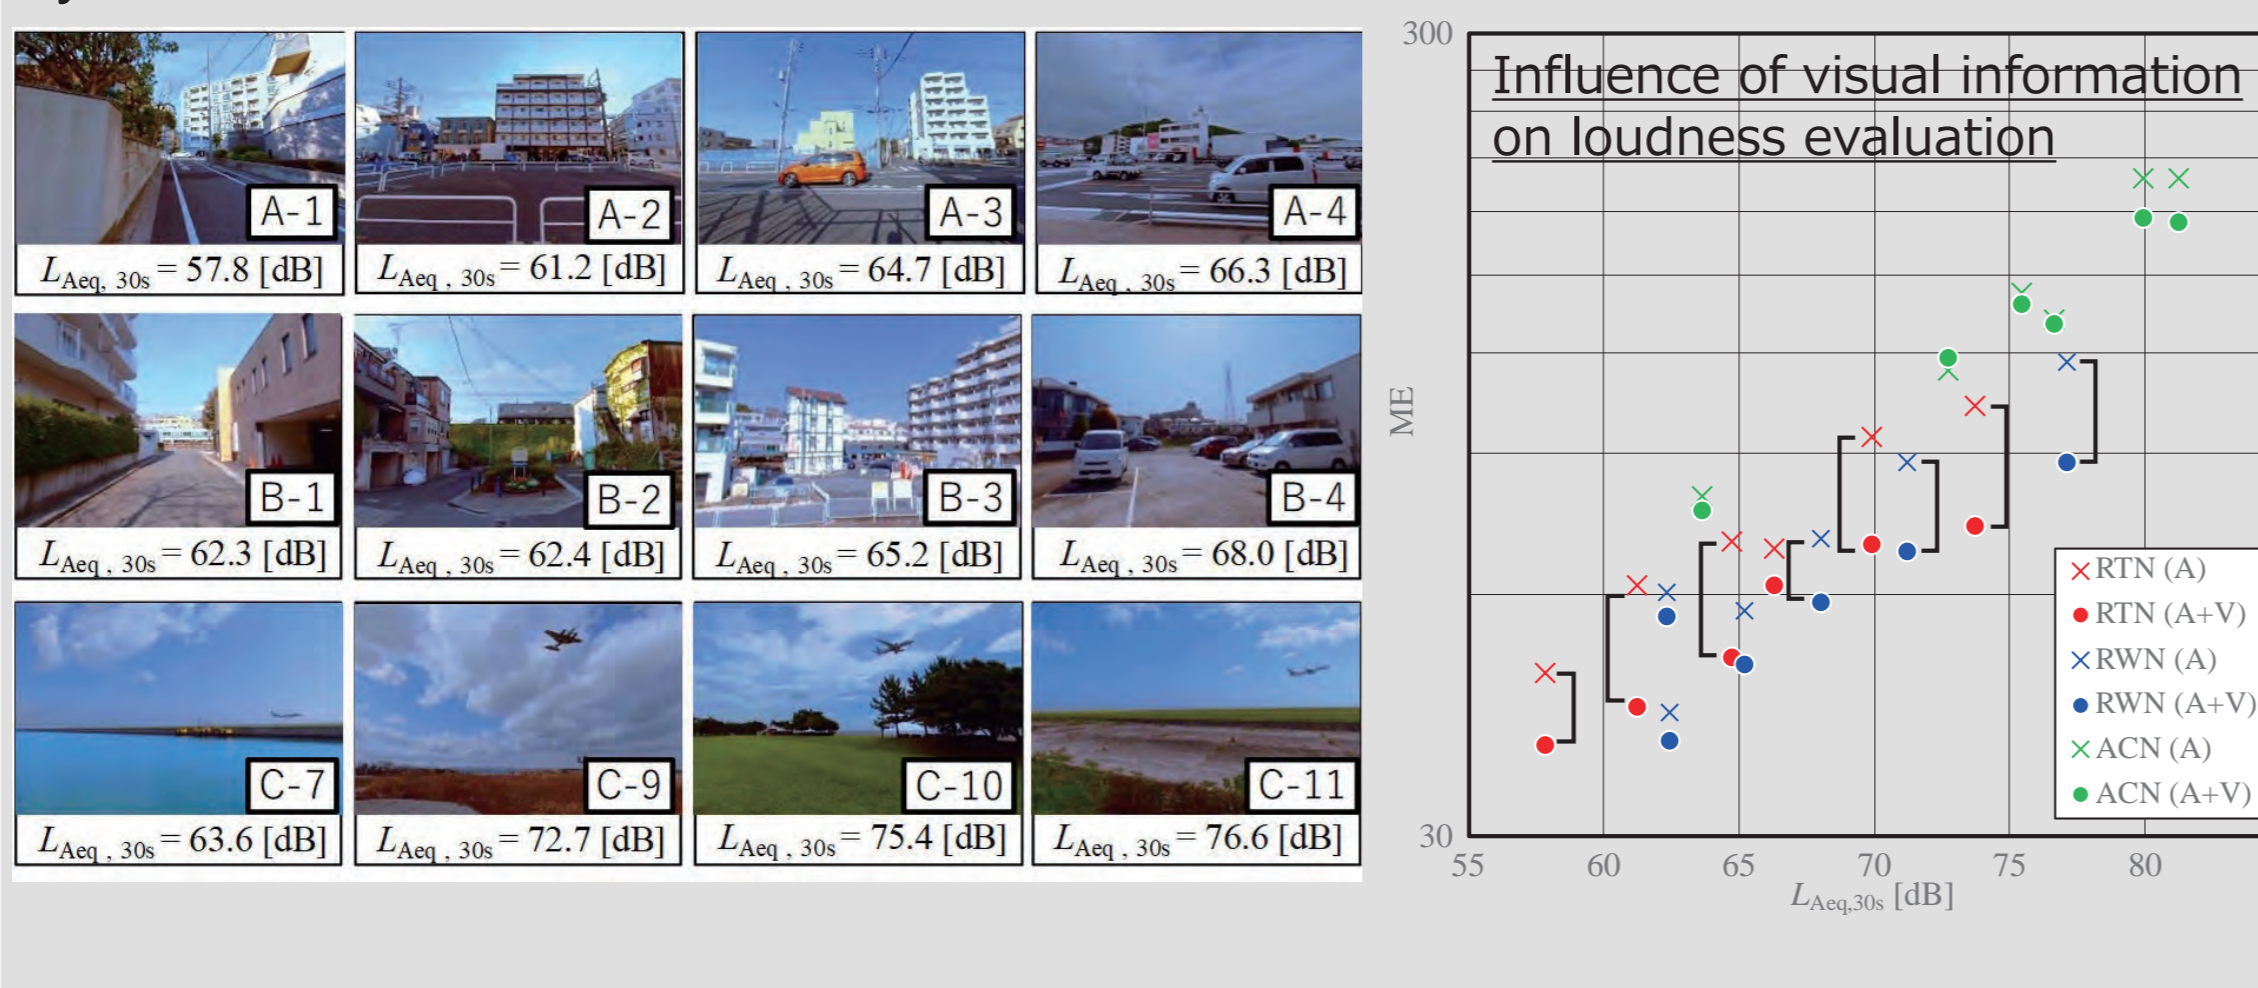 A-1
A-2
A-3
A-4
LAeq, 30s = 57.8 [dB]
LAeq , 30s = 61.2 [dB]
LAeq , 30s = 64.7 [dB]
LAeq , 30s = 66.3 [dB]
B-1
B-2
B-3
B-4
LAeq , 30s = 62.3 [dB]
LAeq , 30s = 62.4 [dB]
LAeq , 30s = 65.2 [dB]
LAeq , 30s = 68.0 [dB]
C-7
C-9
C-10
C-11
LAeq , 30s = 63.6 [dB]
LAeq , 30s = 72.7 [dB]
LAeq , 30s = 75.4 [dB]
LAeq , 30s = 76.6 [dB]
Influence of visual information
on loudness evaluation
300
ME
30
55 60 65 70 75 80
LAeq,30s [dB]
RTN (A)
RTN (A+V)
RWN (A)
RWN (A+V)
ACN (A)
ACN (A+V)